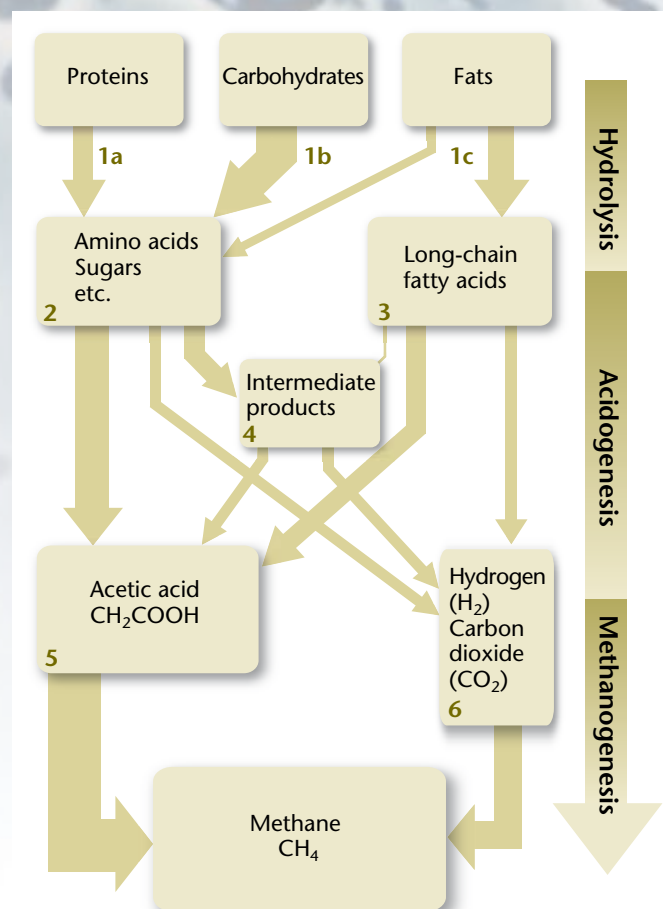 Proteins
Carbohydrates
Fats
1a
1b
1c
Hydrolysis
Amino acids
Sugars
etc.
2
Long-chain
fatty acids
3
Acidogenesis
Intermediate
products
4
Acetic acid
CH₂COOH
5
Hydrogen
(H₂)
Carbon
dioxide
(CO₂)
6
Methanogenesis
Methane
CH₄